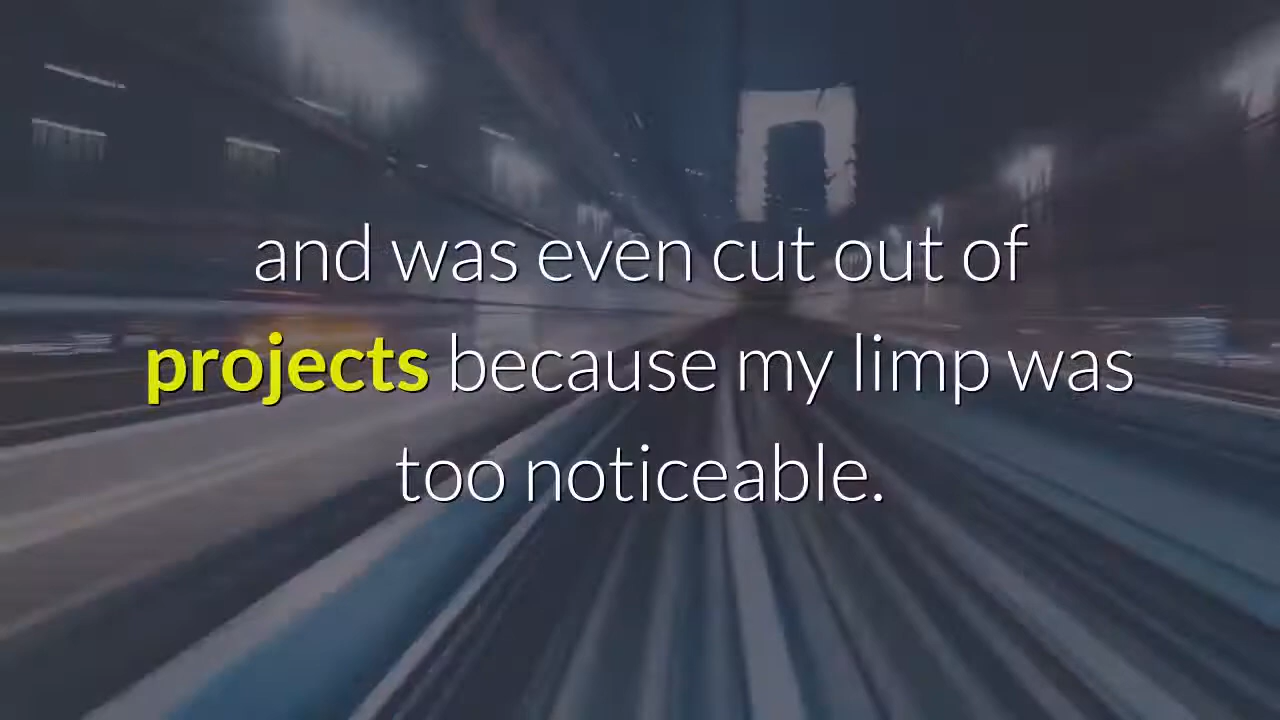 and was even cut out of
projects because my limp was
too noticeable.